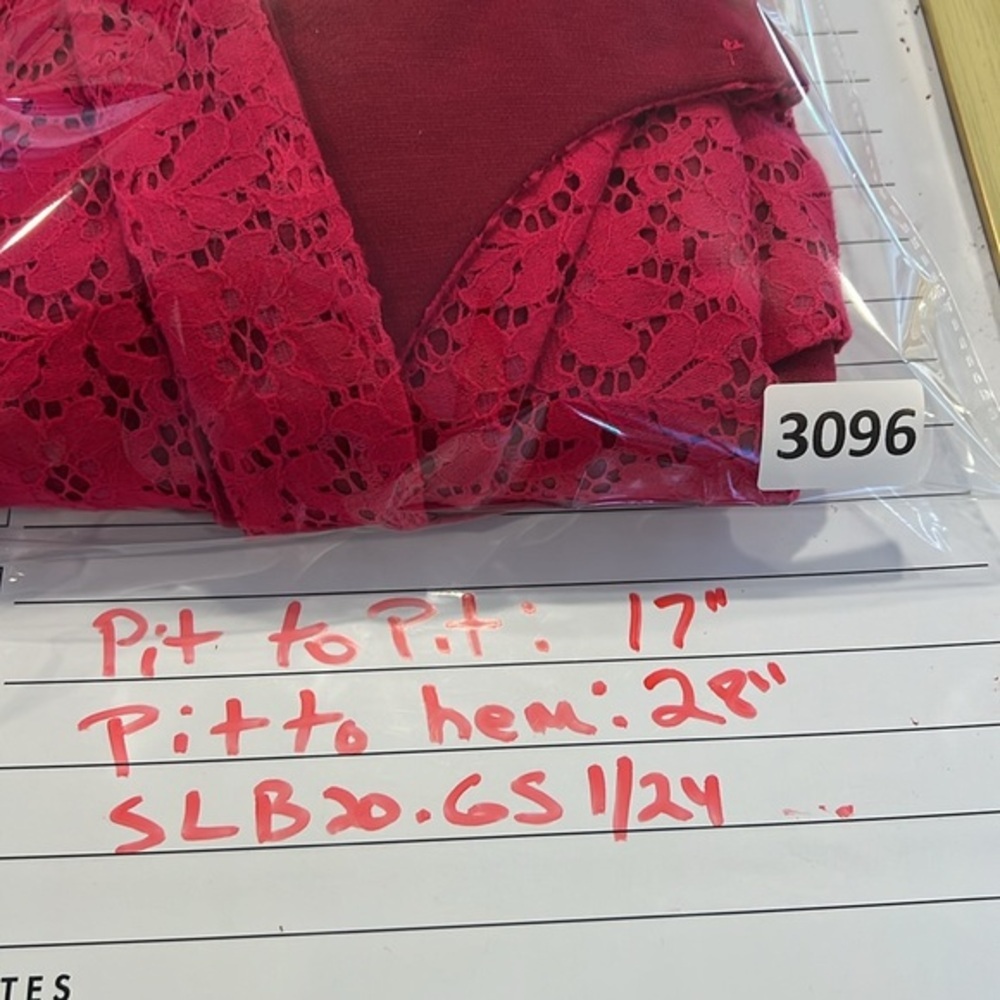 3096
Pit to Pit: 17"
Pit to hem: 28"
SLB20.GS 1/24
TES